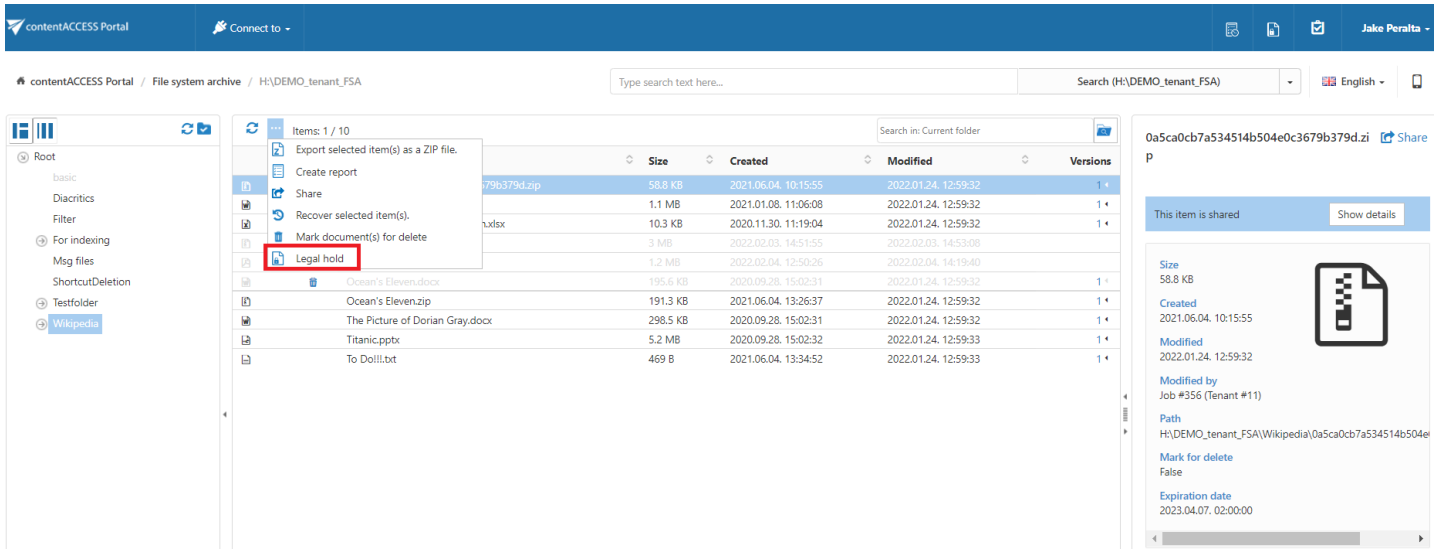 contentACCESS Portal
Connect to
Jake Peralta
contentACCESS Portal / File system archive / H:\DEMO_tenant_FSA
Type search text here...
Search (H:\DEMO_tenant_FSA)
English
Items: 1 / 10
Search in: Current folder
Root
basic
Diacritics
Filter
For indexing
Msg files
ShortcutDeletion
Testfolder
Wikipedia
Export selected item(s) as a ZIP file.
Create report
Share
Recover selected item(s).
Mark document(s) for delete
Legal hold
Size Created Modified Versions
679b379d.zip 58.8 KB 2021.06.04. 10:15:55 2022.01.24. 12:59:32 1
1.1 MB 2021.01.08. 11:06:08 2022.01.24. 12:59:32 1
n.xlsx 10.3 KB 2020.11.30. 11:19:04 2022.01.24. 12:59:32 1
3 MB 2022.02.03. 14:51:55 2022.02.03. 14:53:08
1.2 MB 2022.02.04. 12:50:26 2022.02.04. 14:19:40
Ocean's Eleven.docx 195.6 KB 2020.09.28. 15:02:31 2022.01.24. 12:59:32 1
Ocean's Eleven.zip 191.3 KB 2021.06.04. 13:26:37 2022.01.24. 12:59:32 1
The Picture of Dorian Gray.docx 298.5 KB 2020.09.28. 15:02:31 2022.01.24. 12:59:32 1
Titanic.pptx 5.2 MB 2020.09.28. 15:02:32 2022.01.24. 12:59:33 1
To Do!!!.txt 469 B 2021.06.04. 13:34:52 2022.01.24. 12:59:33 1
0a5ca0cb7a534514b504e0c3679b379d.zi
p
Share
This item is shared
Show details
Size
58.8 KB
Created
2021.06.04. 10:15:55
Modified
2022.01.24. 12:59:32
Modified by
Job #356 (Tenant #11)
Path
H:\DEMO_tenant_FSA\Wikipedia\0a5ca0cb7a534514b504e
Mark for delete
False
Expiration date
2023.04.07. 02:00:00